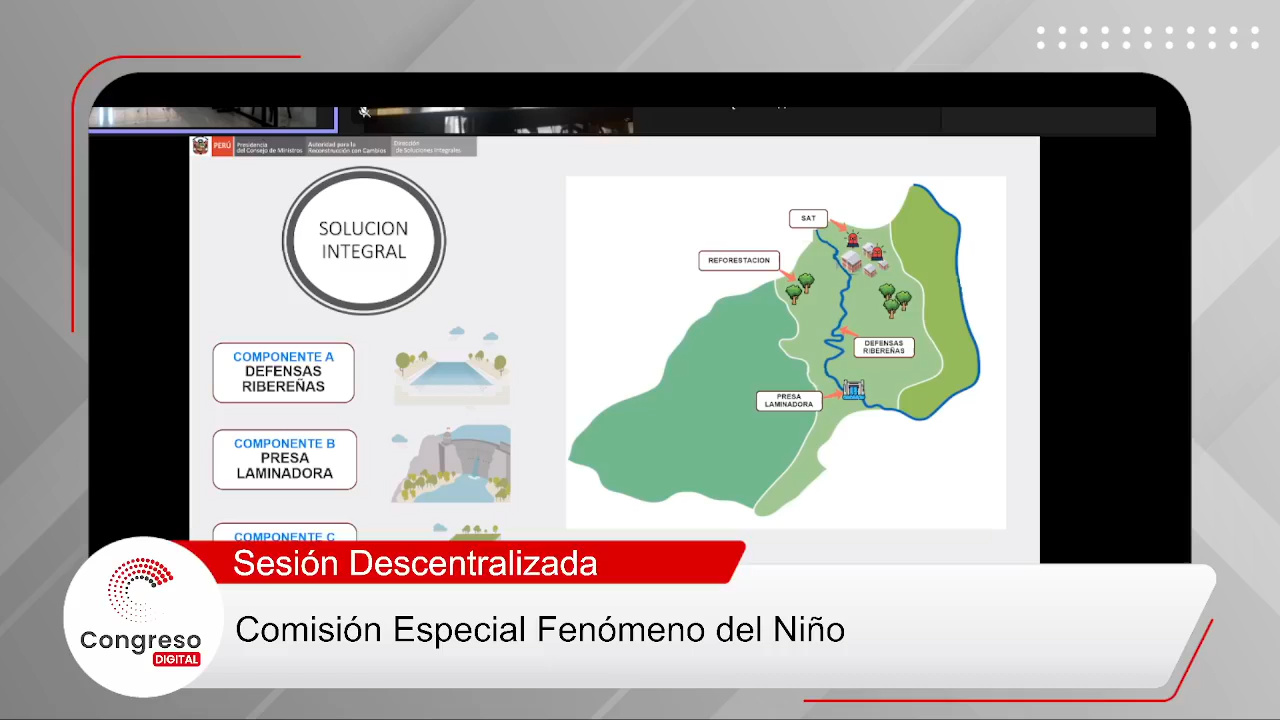 PERÚ
Presidencia
del Consejo de Ministros
Autoridad para la
Reconstrucción con Cambios
Dirección
de Soluciones Integrales
SOLUCION
INTEGRAL
COMPONENTE A
DEFENSAS
RIBEREÑAS
COMPONENTE B
PRESA
LAMINADORA
COMPONENTE C
SAT
REFORESTACION
DEFENSAS
RIBEREÑAS
PRESA
LAMINADORA
Sesión Descentralizada
Comisión Especial Fenómeno del Niño
Congreso
DIGITAL